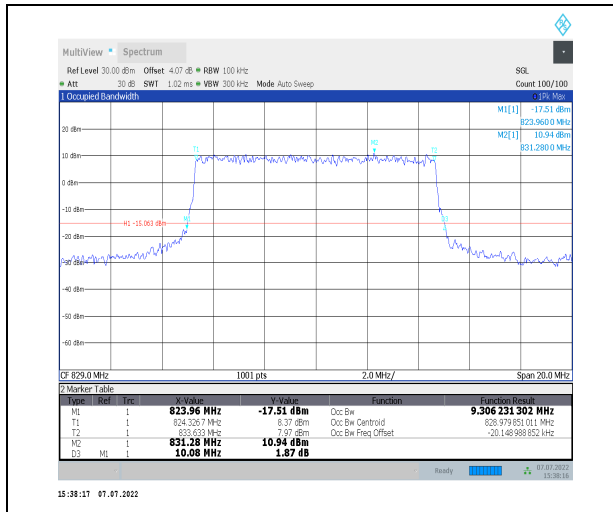 MultiView Spectrum
Ref Level 30.00 dBm Offset 4.07 dB RBW 100 kHz SGL
Att 30 dB SWT 1.02 ms VBW 300 kHz Mode Auto Sweep Count 100/100
1 Occupied Bandwidth 1Pk Max
M1[1] -17.51 dBm
823.9600 MHz
M2[1] 10.94 dBm
831.2800 MHz
20 dBm
10 dBm
0 dBm
-10 dBm
H1 -15.063 dBm
-20 dBm
-30 dBm
-40 dBm
-50 dBm
-60 dBm
T1
M2
T2
M1
D3
CF 829.0 MHz 1001 pts 2.0 MHz/ Span 20.0 MHz
2 Marker Table
Type Ref Trc X-Value Y-Value Function Function Result
M1 1 823.96 MHz -17.51 dBm Occ Bw 9.306 231 302 MHz
T1 1 824.3267 MHz 8.37 dBm Occ Bw Centroid 828.979 851 011 MHz
T2 1 833.633 MHz 7.97 dBm Occ Bw Freq Offset -20.148 988 852 kHz
M2 1 831.28 MHz 10.94 dBm
D3 M1 1 10.08 MHz 1.87 dB
Ready 07.07.2022
15:38:16
15:38:17 07.07.2022